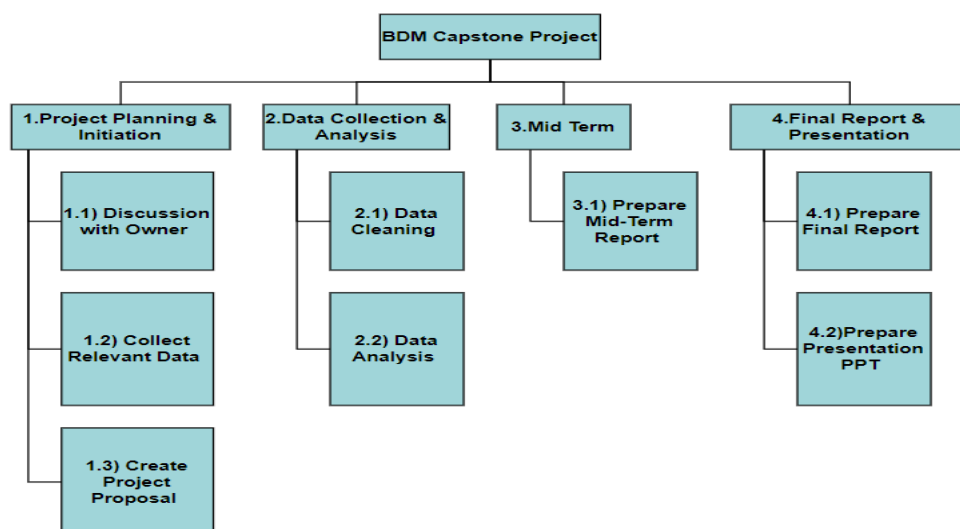 BDM Capstone Project
1.Project Planning &
Initiation
2.Data Collection &
Analysis
3.Mid Term
4.Final Report &
Presentation
1.1) Discussion
with Owner
2.1) Data
Cleaning
3.1) Prepare
Mid-Term
Report
4.1) Prepare
Final Report
1.2) Collect
Relevant Data
2.2) Data
Analysis
4.2)Prepare
Presentation
PPT
1.3) Create
Project
Proposal